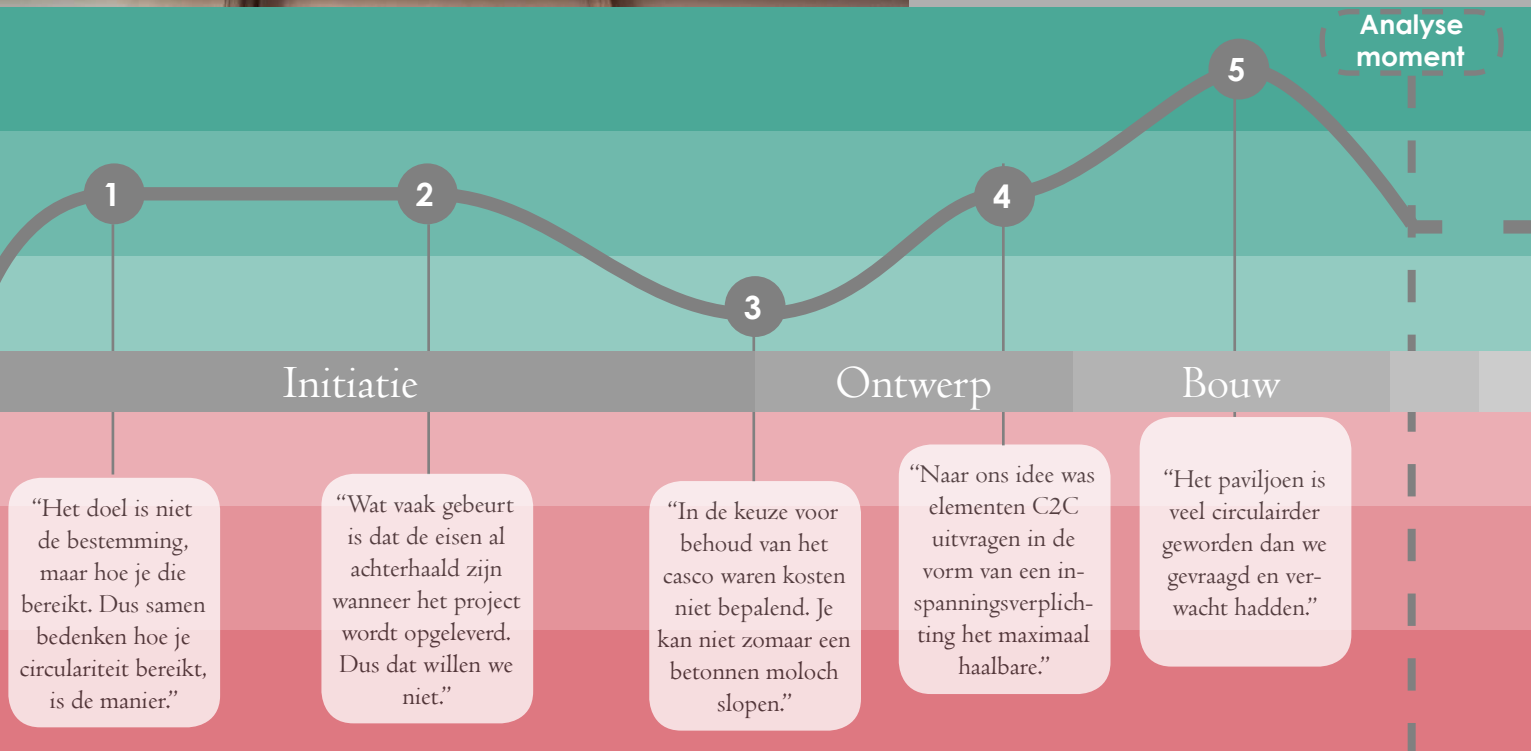 Analyse
moment
5
1
2
4
3
Initiatie
Ontwerp
Bouw
“Het doel is niet
de bestemming,
maar hoe je die
bereikt. Dus samen
bedenken hoe je
circulariteit bereikt,
is de manier.”
“Wat vaak gebeurt
is dat de eisen al
achterhaald zijn
wanneer het project
wordt opgeleverd.
Dus dat willen we
niet.”
“In de keuze voor
behoud van het
casco waren kosten
niet bepalend. Je
kan niet zomaar een
betonnen moloch
slopen.”
“Naar ons idee was
elementen C2C
uitvragen in de
vorm van een in-
spanningsverplich-
ting het maximaal
haalbare.”
“Het paviljoen is
veel circulairder
geworden dan we
gevraagd en ver-
wacht hadden.”